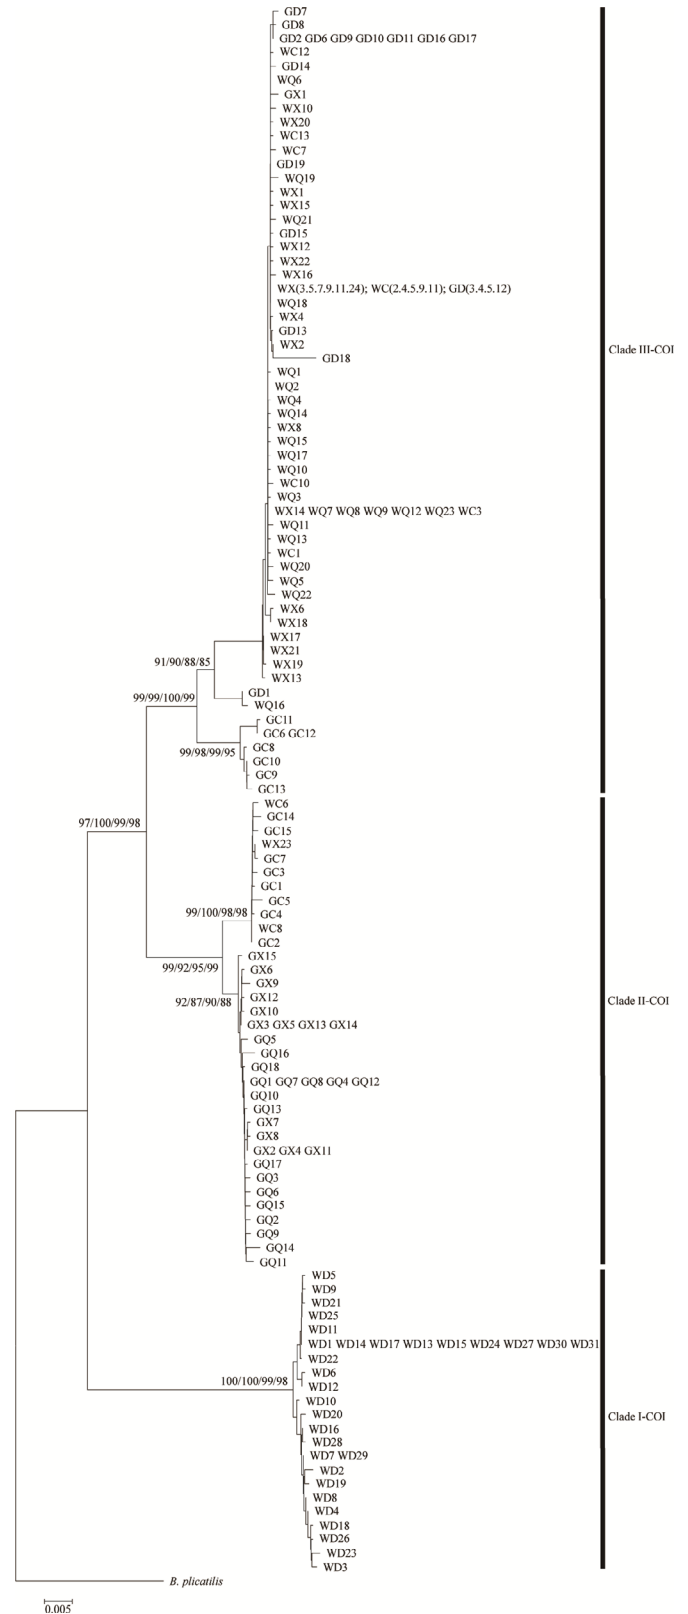 GD7
GD8
GD2 GD6 GD9 GD10 GD11 GD16 GD17
WC12
GD14
WQ6
GX1
WX10
WX20
WC13
WC7
GD19
WQ19
WX1
WX15
WQ21
GD15
WX12
WX22
WX16
WX(3.5.7.9.11.24); WC(2.4.5.9.11); GD(3.4.5.12)
WQ18
WX4
GD13
WX2
GD18
Clade III-COI
WQ1
WQ2
WQ4
WQ14
WX8
WQ15
WQ17
WQ10
WC10
WQ3
WX14 WQ7 WQ8 WQ9 WQ12 WQ23 WC3
WQ11
WQ13
WC1
WQ20
WQ5
WQ22
WX6
WX18
WX17
WX21
91/90/88/85
WX19
WX13
GD1
99/99/100/99
WQ16
GC11
GC6 GC12
GC8
99/98/99/95
GC10
GC9
GC13
WC6
GC14
97/100/99/98
GC15
WX23
GC7
GC3
GC1
GC5
99/100/98/98
GC4
WC8
GC2
GX15
99/92/95/99
GX6
GX9
GX12
92/87/90/88
Clade II-COI
GX10
GX3 GX5 GX13 GX14
GQ5
GQ16
GQ18
GQ1 GQ7 GQ8 GQ4 GQ12
GQ10
GQ13
GX7
GX8
GX2 GX4 GX11
GQ17
GQ3
GQ6
GQ15
GQ2
GQ9
GQ14
GQ11
WD5
WD9
WD21
WD25
WD11
WD1 WD14 WD17 WD13 WD15 WD24 WD27 WD30 WD31
WD22
WD6
100/100/99/98
WD12
WD10
WD20
Clade I-COI
WD16
WD28
WD7 WD29
WD2
WD19
WD8
WD4
WD18
WD26
WD23
WD3
B. plicatilis
0.005